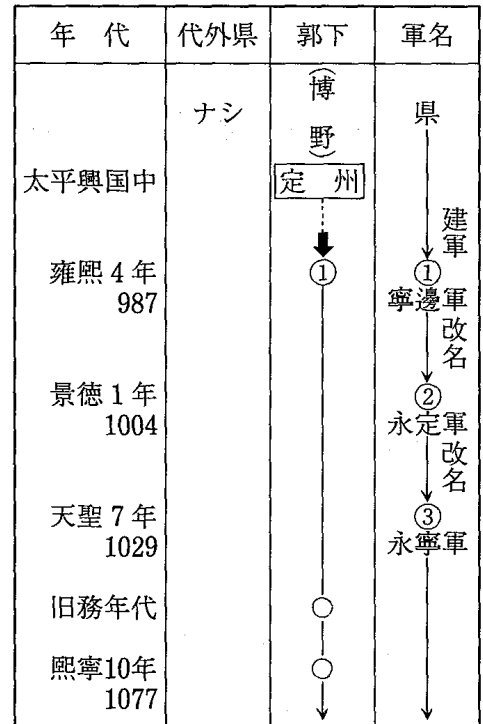 年 代 代外県 郭下 軍名
ナシ
(博野)
県
太平興国中
定 州
建軍
雍熙4年 ① ①
987
寧邊軍
改名
景徳1年 ②
1004
永定軍
改名
天聖7年 ③
1029
永寧軍
旧務年代 ○
熙寧10年 ○
1077